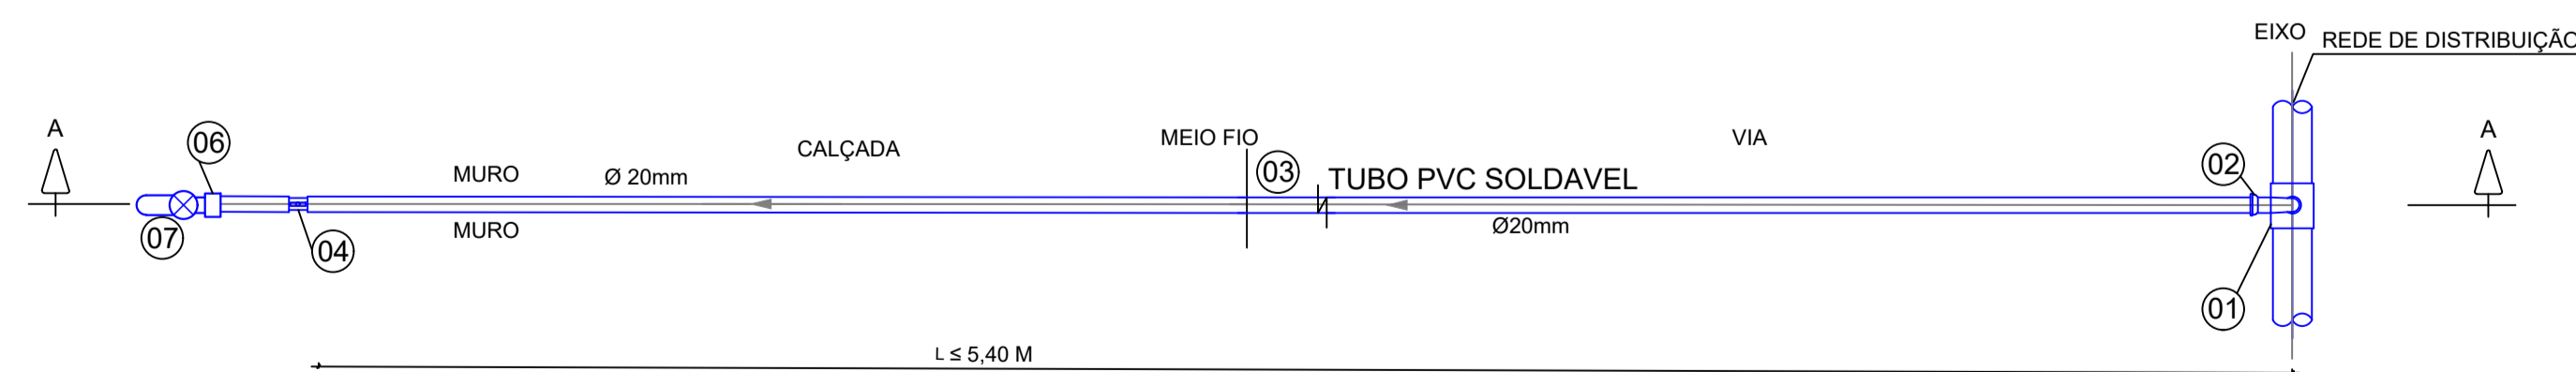 EIXO
REDE DE DISTRIBUIÇÃO
A
06
CALÇADA
MEIO FIO
VIA
A
MURO
Ø 20mm
03
TUBO PVC SOLDAVEL
02
MURO
Ø20mm
07
04
01
L ≤ 5,40 M